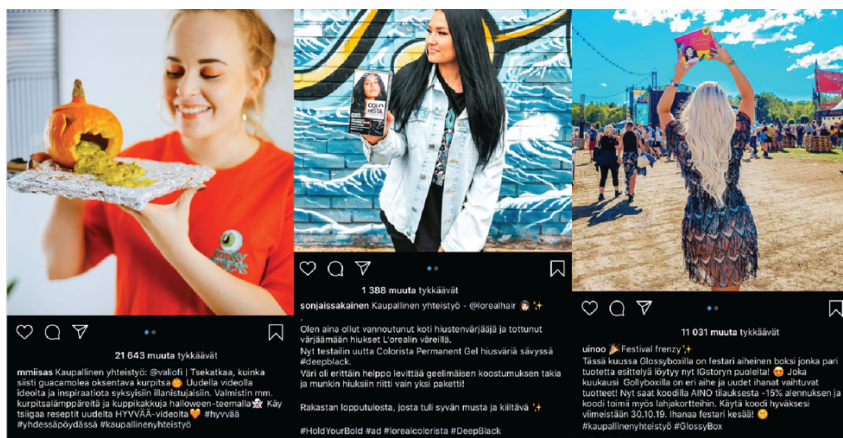 COLO
RISTA
21 643 muuta tykkäävät
mmiisas Kaupallinen yhteistyö: @valiofi | Tsekatkaa, kuinka
siisti guacamolea oksentava kurpitsa🎃 Uudella videolla
ideoita ja inspiraatiota syksyisiin illanistujaisiin. Valmistin mm.
kurpitsalämppäreitä ja kuppikakkuja halloween-teemalla👻 Käy
tsiigaa reseptit uudelta HYVVÄÄ-videolta🧡 #hyvvää
#yhdessäpöydässä #kaupallinenyhteistyö
1 388 muuta tykkäävät
sonjaissakainen Kaupallinen yhteistyö - @lorealhair 👩🏻 ✨
.
Olen aina ollut vannoutunut koti hiustenvärjääjä ja tottunut
värjäämään hiukset L'orealin väreillä.
Nyt testailin uutta Colorista Permanent Gel hiusväriä sävyssä
#deepblack.
Väri oli erittäin helppo levittää geelimäisen koostumuksen takia
ja munkin hiuksiin riitti vain yksi paketti!
Rakastan lopputulosta, josta tuli syvän musta ja kiiltävä ✨
#HoldYourBold #ad #lorealcolorista #DeepBlack
11 031 muuta tykkäävät
uinoo 🎉Festival frenzy✨
Tässä kuussa Glossyboxilla on festari aiheinen boksi jonka pari
tuotetta esittely löytyy nyt IGstoryn puolelta! 😍 Joka
kuukausi Gollyboxilla on eri aihe ja uudet ihanat vaihtuvat
tuotteet! Nyt saat koodilla AINO tilauksesta -15% alennuksen ja
koodi toimii myös lahjakortteihin. Käytä koodi hyväksesi
viimeistään 30.10.19. Ihanaa festari kesää! 🌞
#kaupallinenyhteistyö #GlossyBox